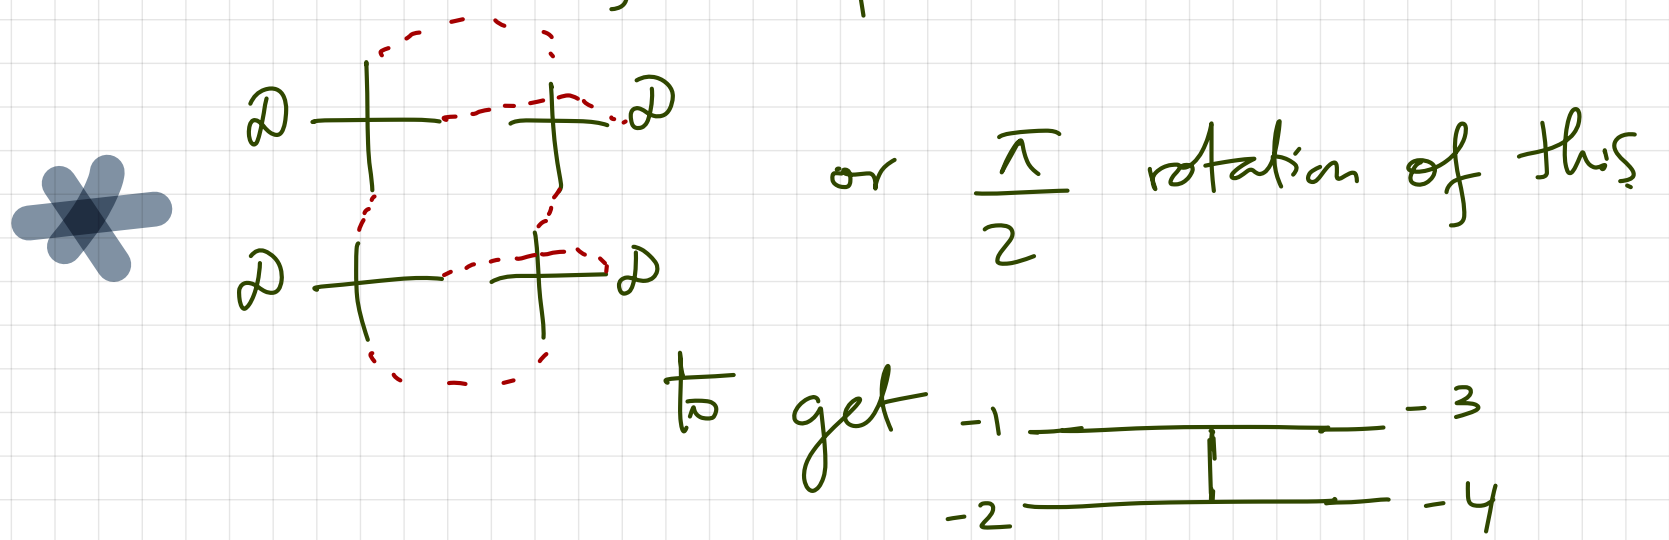 D D
or π/2 rotation of this
D D
to get
-1 -3
-2 -4